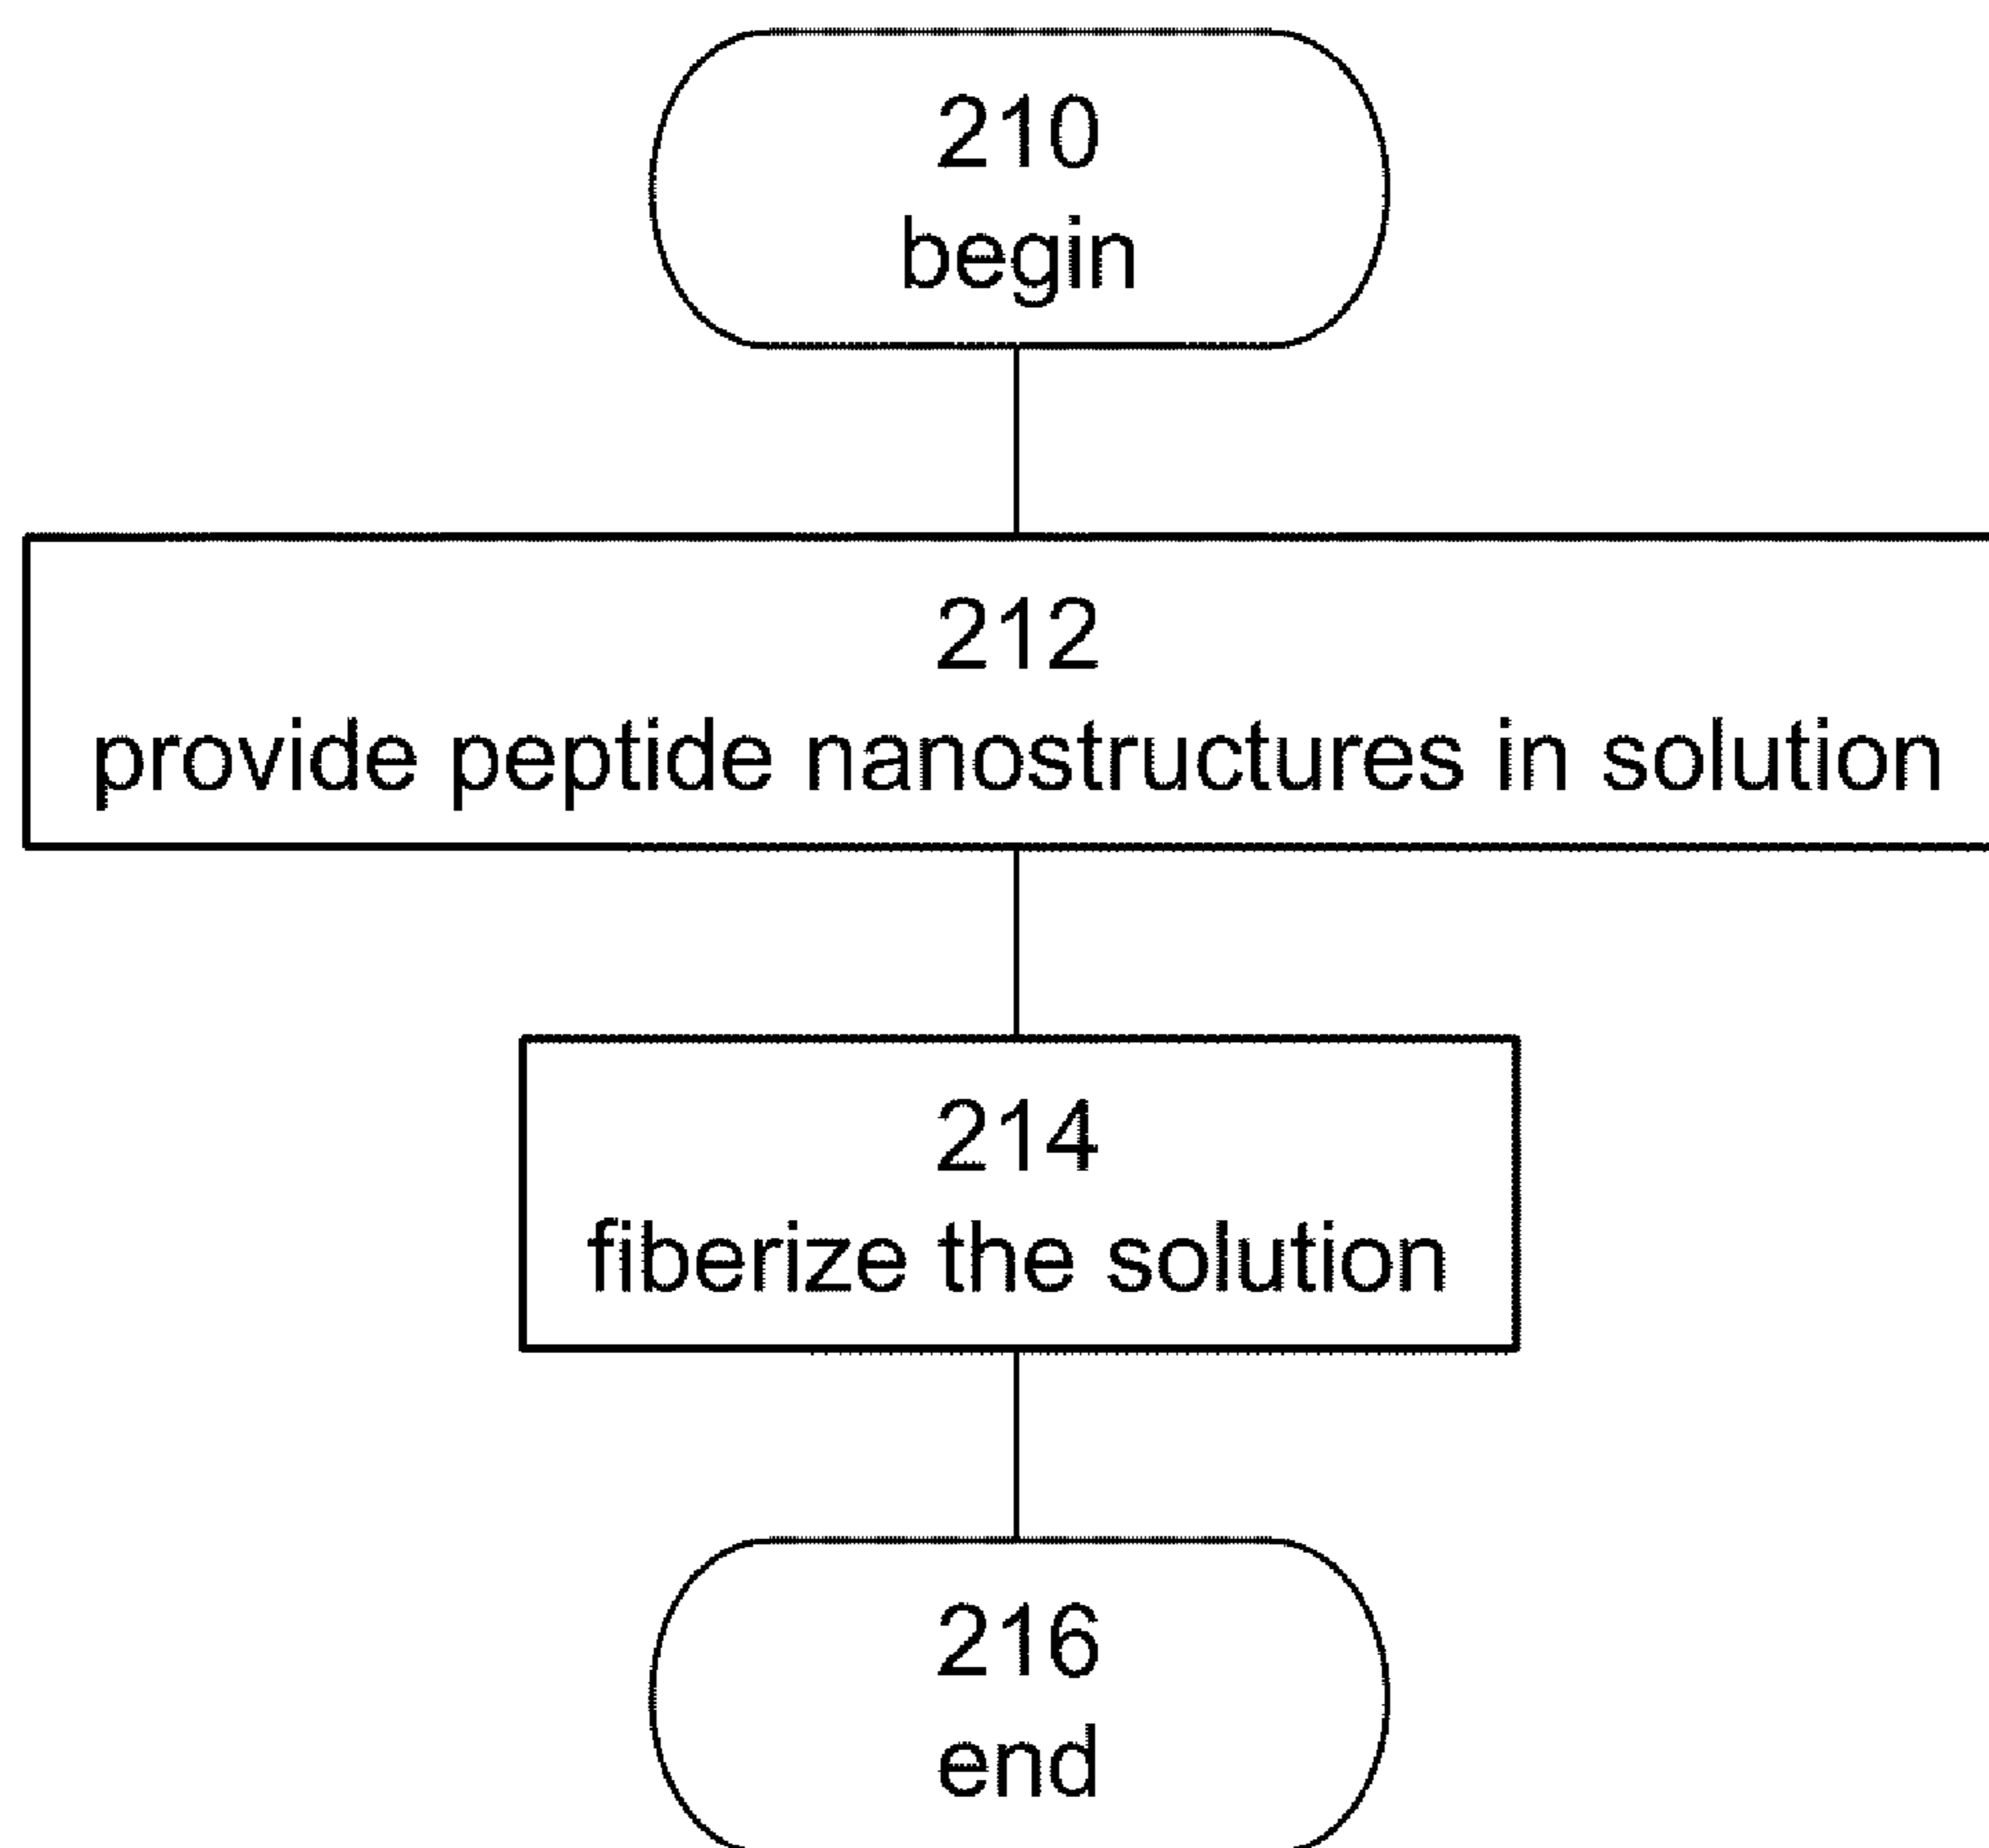 210
begin
212
provide peptide nanostructures in solution
214
fiberize the solution
216
end